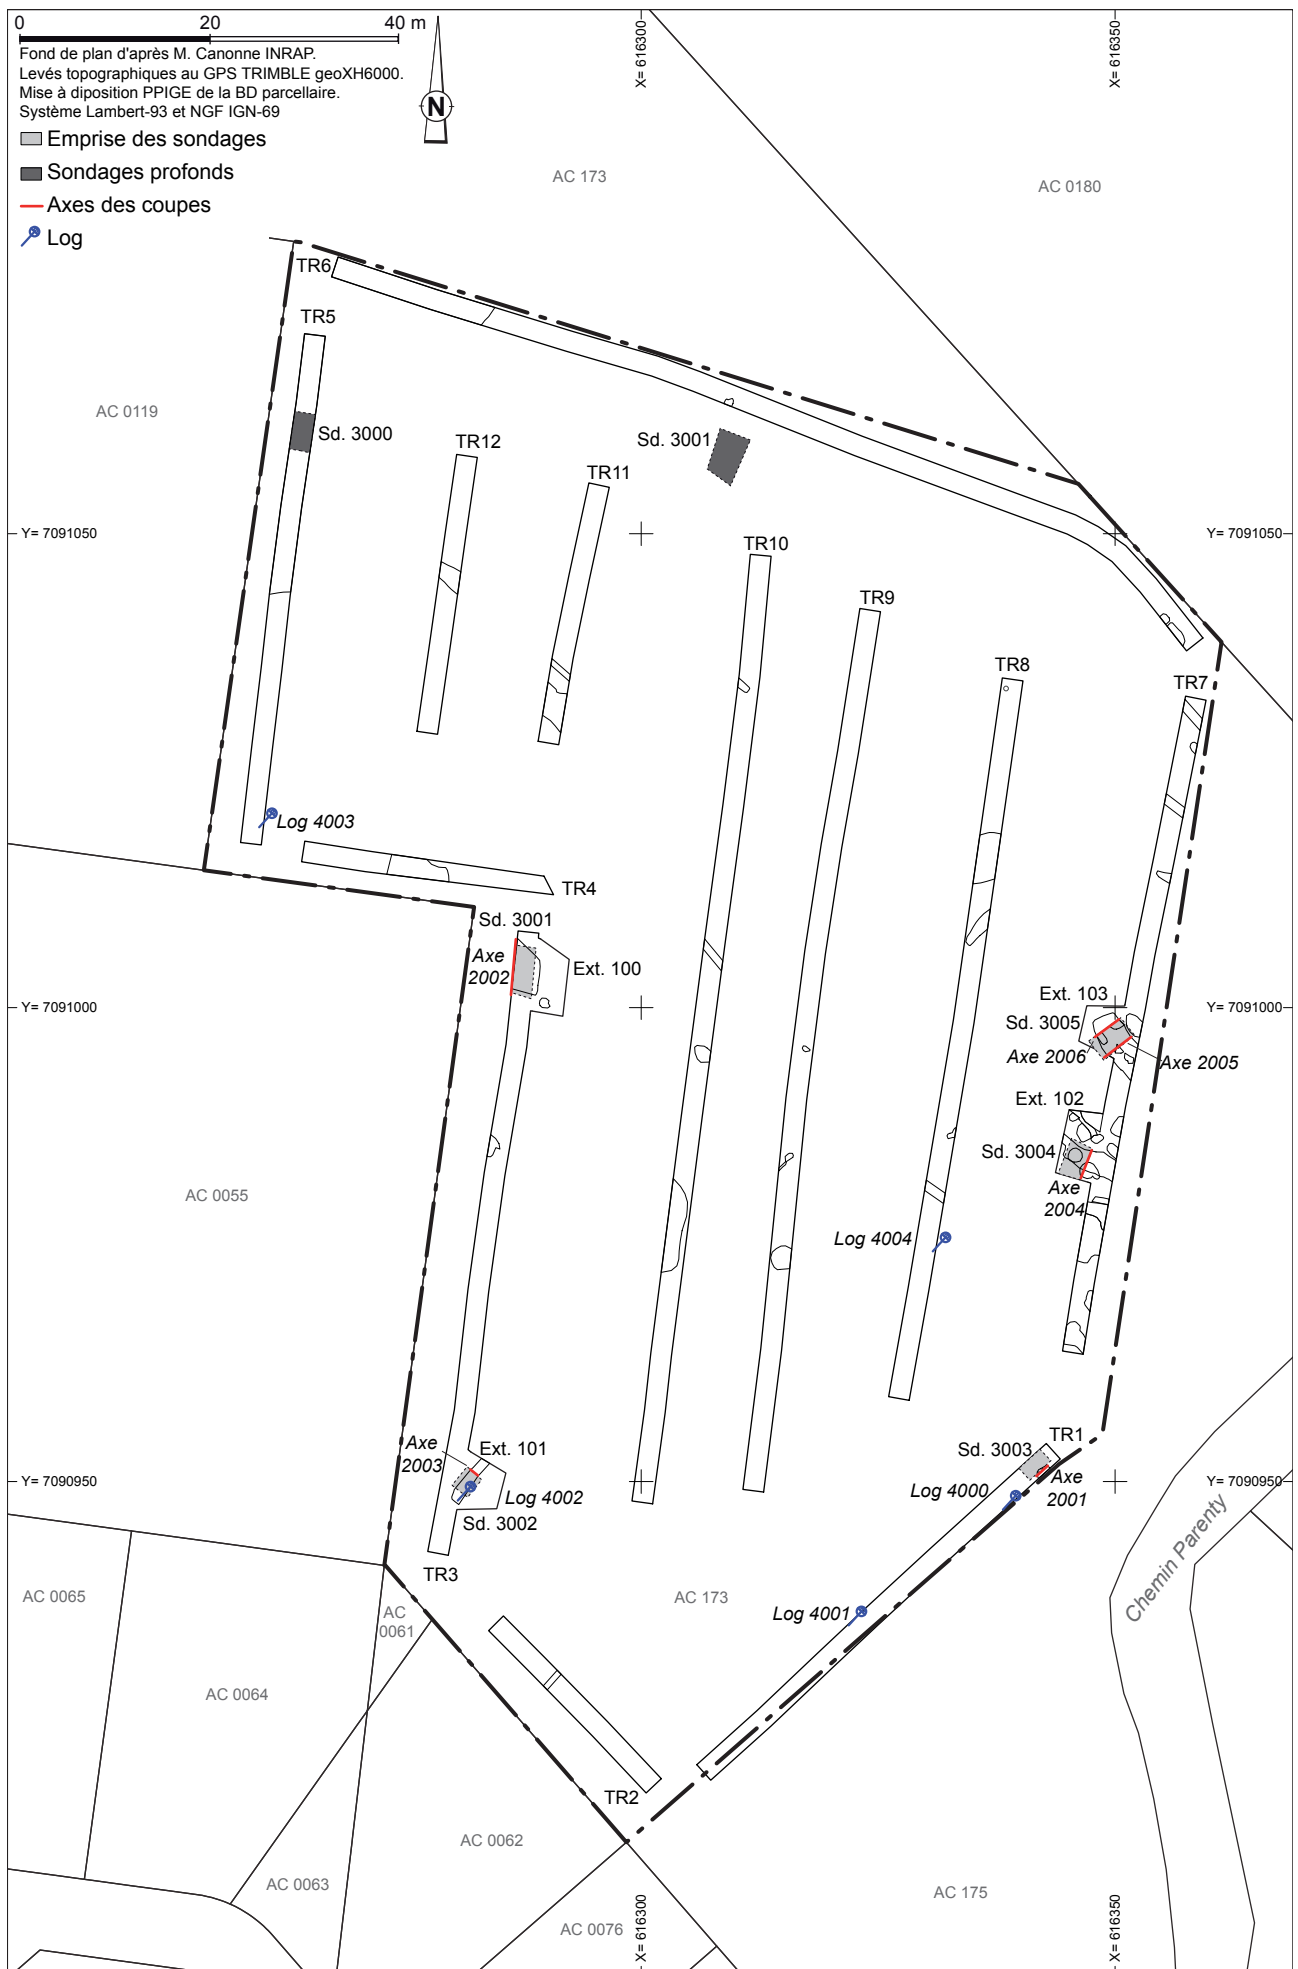 0 20 40 m
Fond de plan d'après M. Canonne INRAP.
Levés topographiques au GPS TRIMBLE geoXH6000.
Mise à diposition PPIGE de la BD parcellaire.
Système Lambert-93 et NGF IGN-69
N
Emprise des sondages
Sondages profonds
Axes des coupes
Log
X= 616300
X= 616350
AC 173
AC 0180
TR6
TR5
AC 0119
Sd. 3000
TR12
Sd. 3001
TR11
Y= 7091050
Y= 7091050
TR10
TR9
TR8
TR7
Log 4003
TR4
Sd. 3001
Axe
2002
Ext. 100
Y= 7091000
Y= 7091000
Ext. 103
Sd. 3005
Axe 2006
Axe 2005
Ext. 102
Sd. 3004
Axe
2004
AC 0055
Log 4004
TR1
Axe
2003
Ext. 101
Sd. 3003
Y= 7090950
Y= 7090950
Log 4002
Log 4000
Axe
2001
Sd. 3002
Chemin Parenty
TR3
AC 0065
AC
0061
AC 173
Log 4001
AC 0064
TR2
AC 0062
AC 0063
AC 175
AC 0076
X= 616300
X= 616350